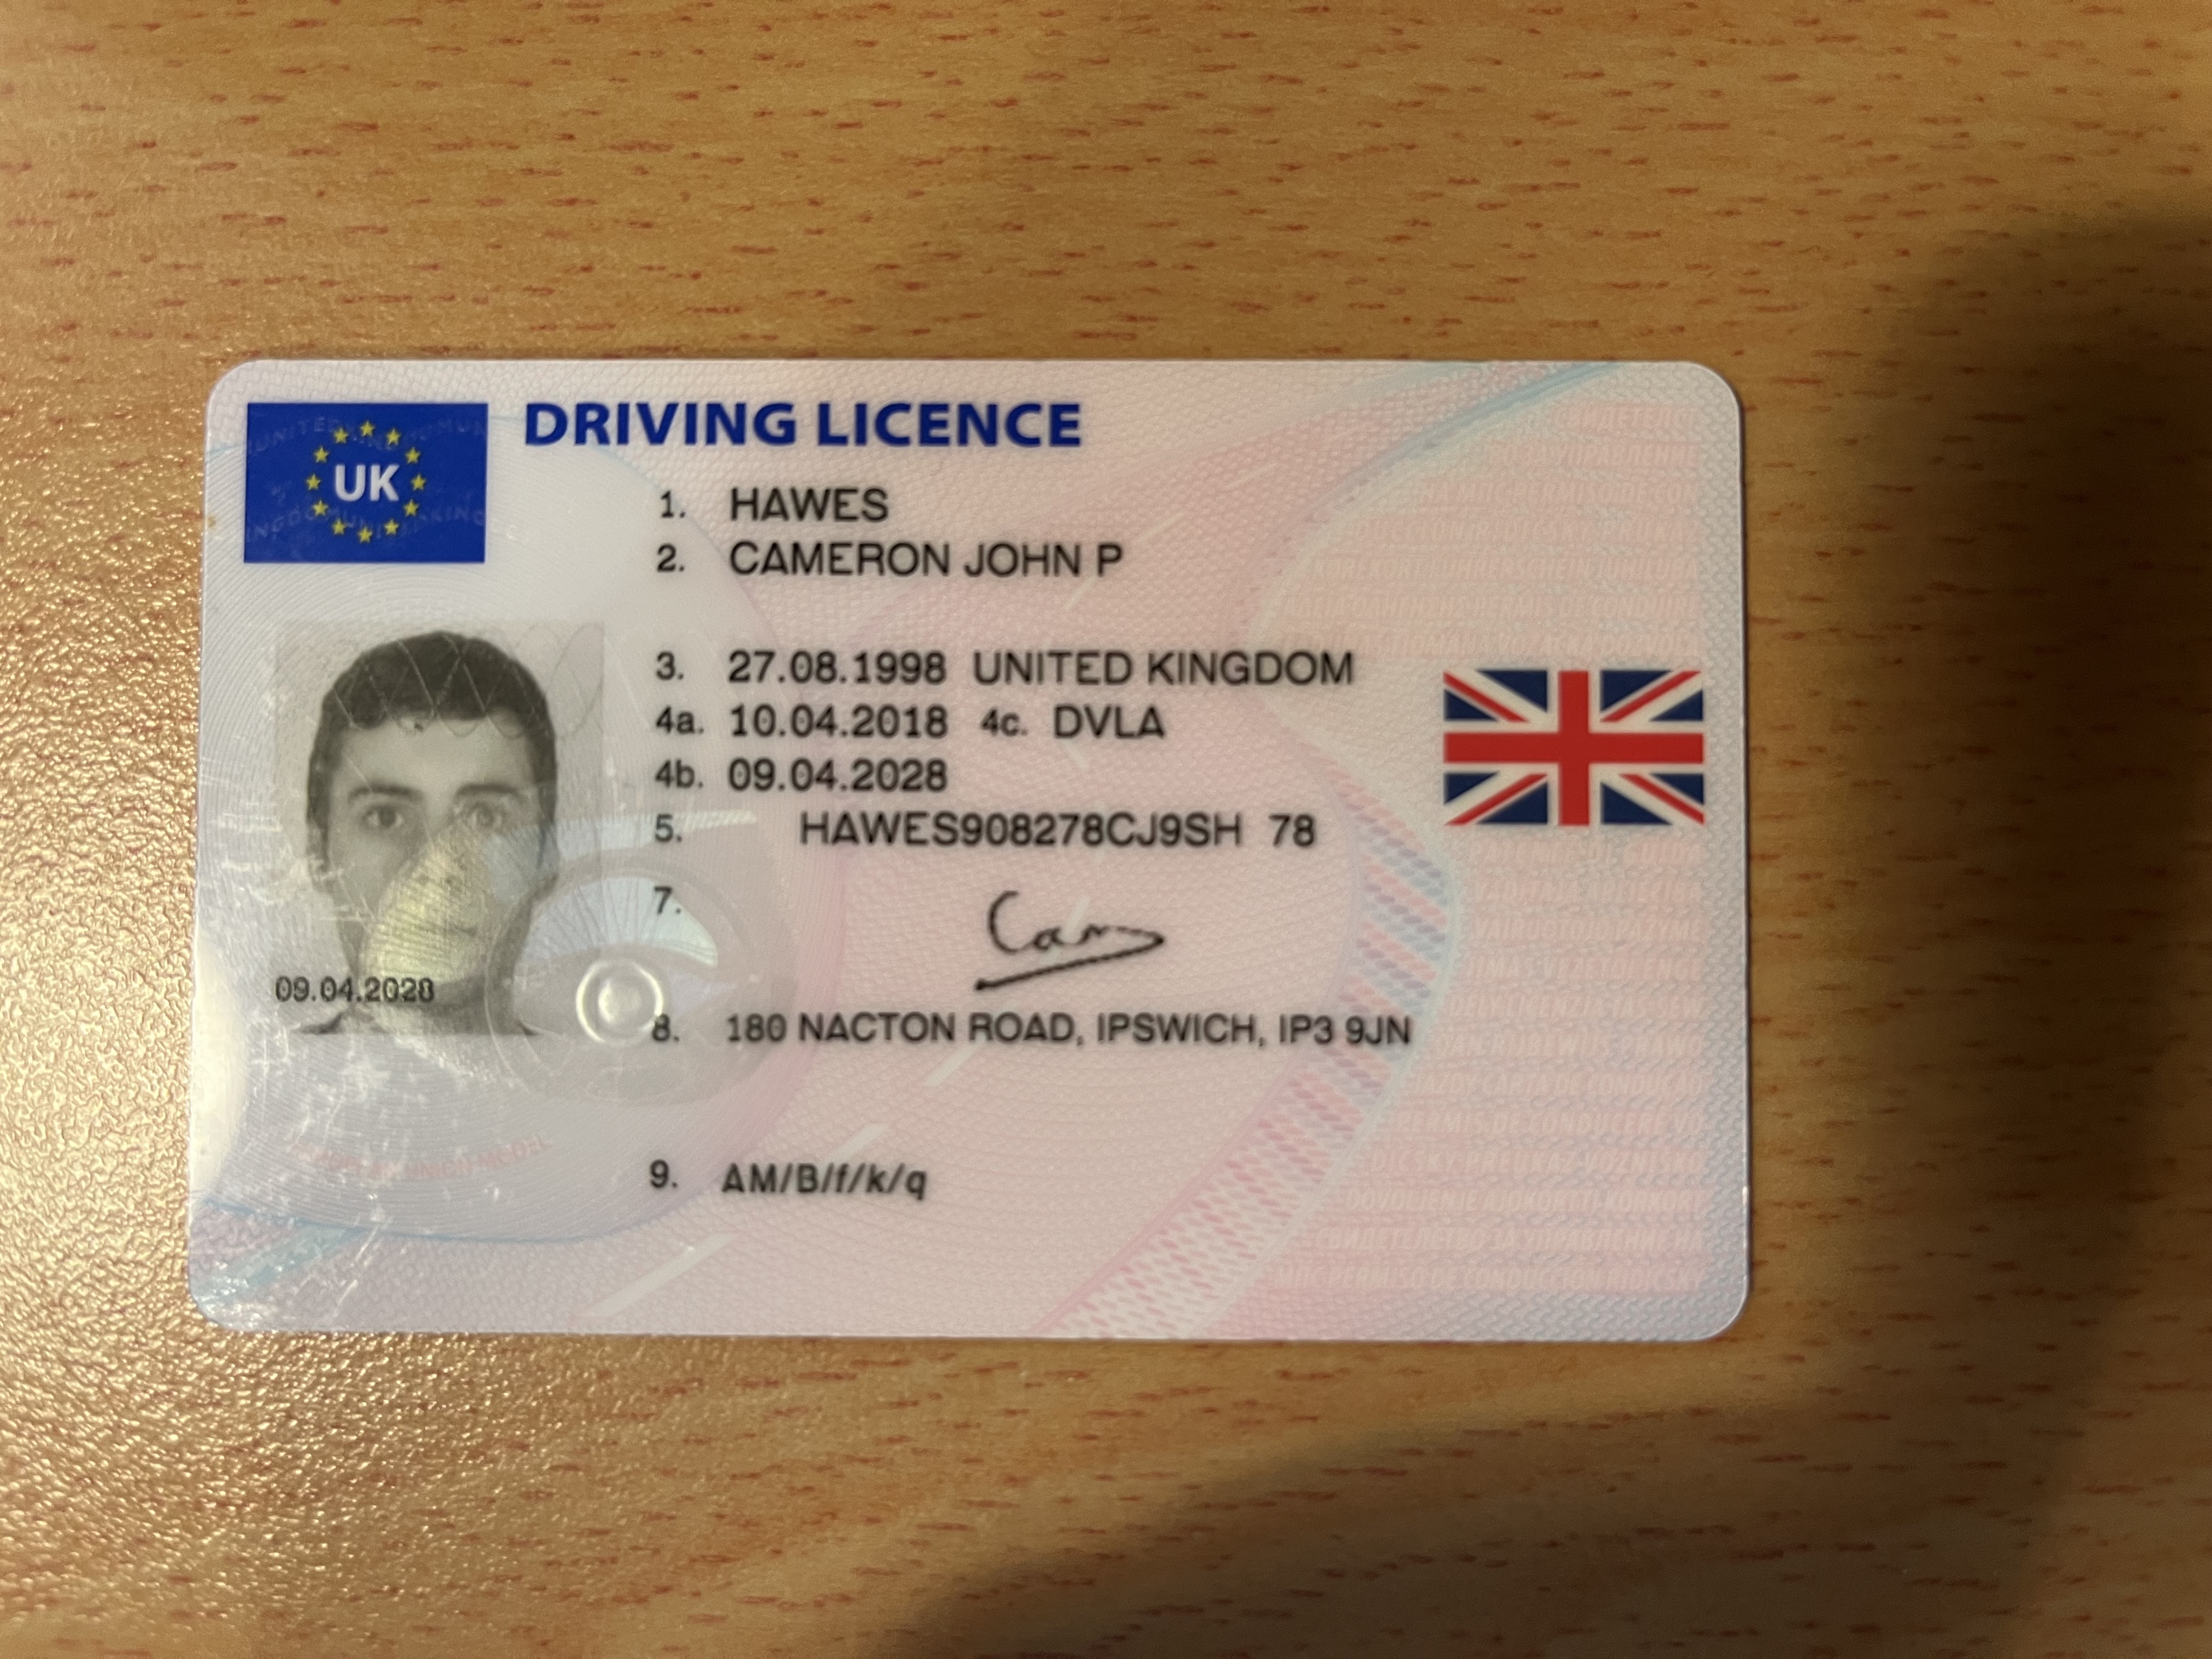 UK
DRIVING LICENCE
1. HAWES
2. CAMERON JOHN P
3. 27.08.1998 UNITED KINGDOM
4a. 10.04.2018 4c. DVLA
4b. 09.04.2028
5. HAWES908278CJ9SH 78
7.
Cam
09.04.2028
8. 180 NACTON ROAD, IPSWICH, IP3 9JN
9. AM/B/f/k/q